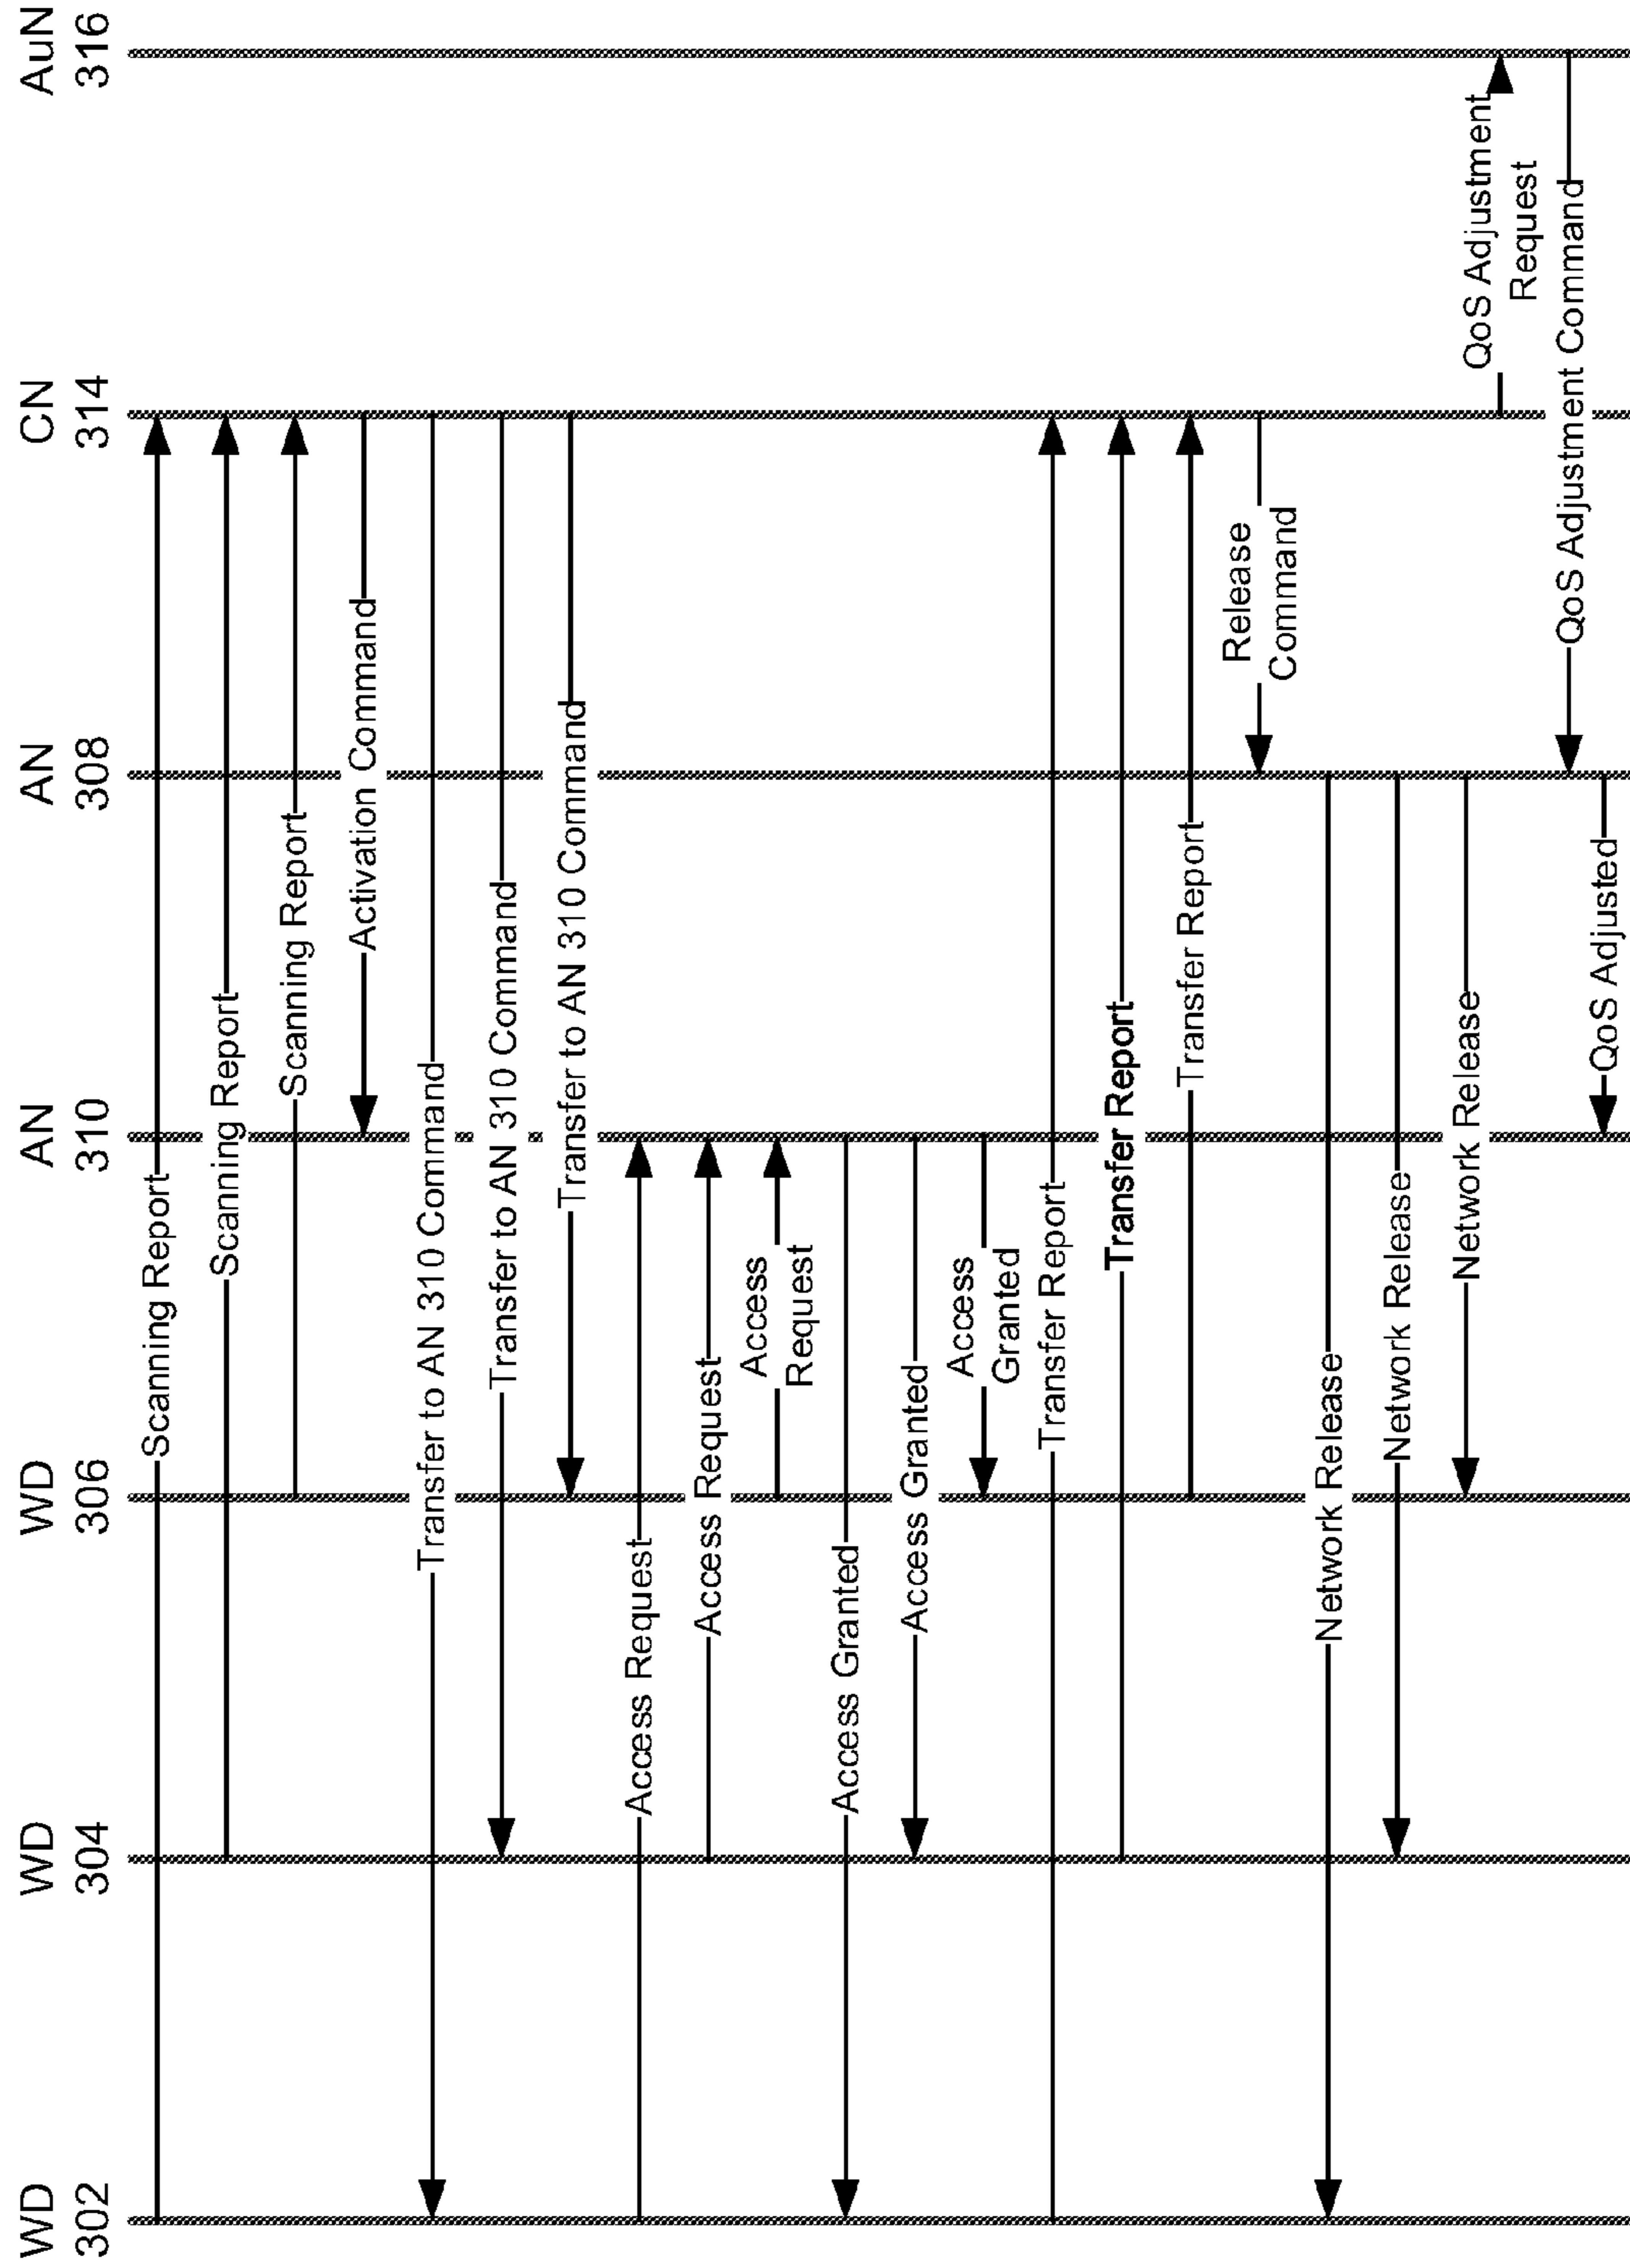 WD
302
WD
304
WD
306
AN
310
AN
308
CN
314
AuN
316
Scanning Report
Scanning Report
Scanning Report
Activation Command
Transfer to AN 310 Command
Transfer to AN 310 Command
Transfer to AN 310 Command
Access Request
Access Request
Access
Request
Access Granted
Access Granted
Access
Granted
Transfer Report
Transfer Report
Transfer Report
Release
Command
Network Release
Network Release
Network Release
QoS Adjustment
Request
QoS Adjustment Command
QoS Adjusted